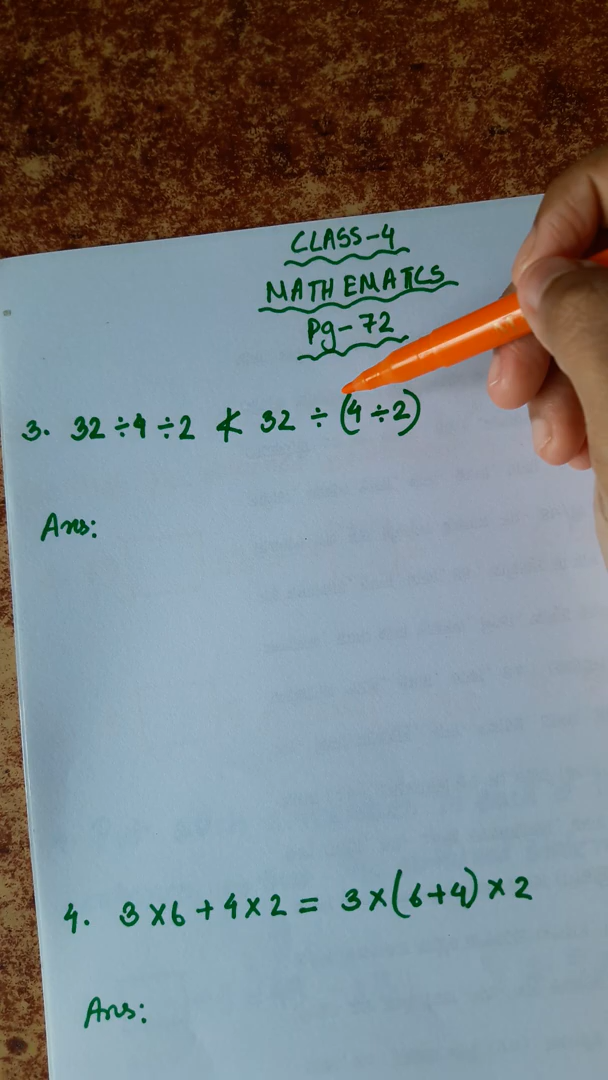 CLASS-4
MATHEMATICS
Pg-72
3. 32 ÷ 4 ÷ 2 < 32 ÷ (4 ÷ 2)
Ans:
4. 3 × 6 + 4 × 2 = 3 × (6 + 4) × 2
Ans: